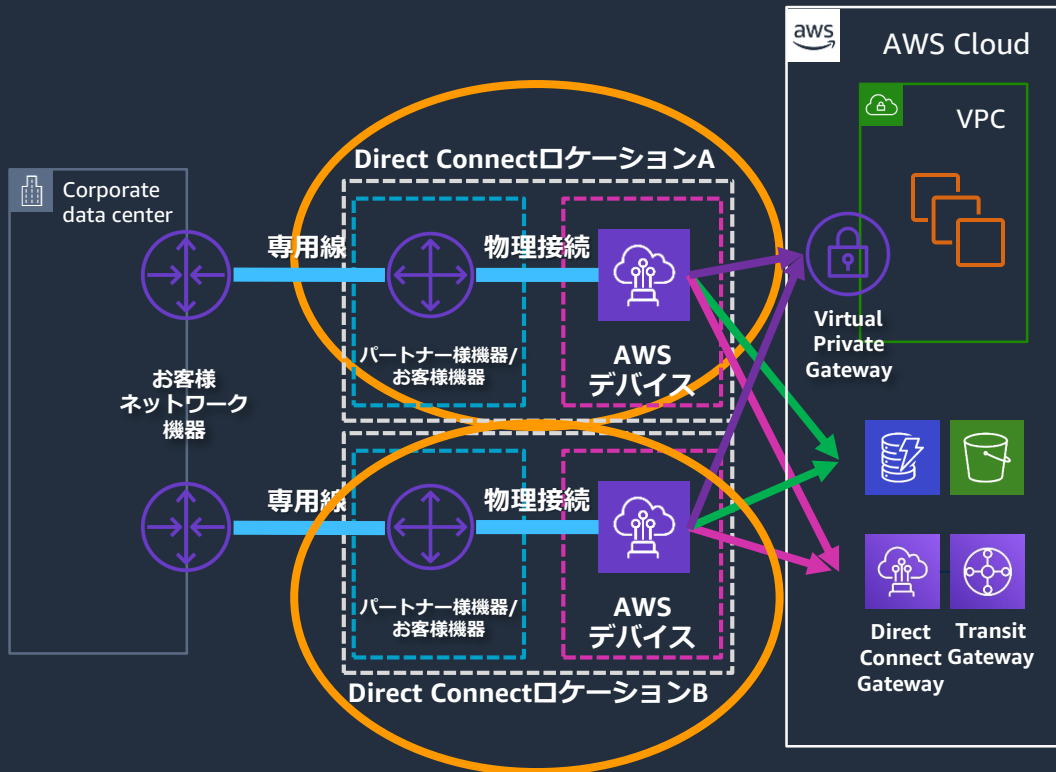 aws
AWS Cloud
VPC
Direct ConnectロケーションA
Corporate
data center
専用線
物理接続
パートナー様機器/
お客様機器
AWS
デバイス
Virtual
Private
Gateway
お客様
ネットワーク
機器
専用線
物理接続
パートナー様機器/
お客様機器
AWS
デバイス
Direct ConnectロケーションB
Direct
Connect
Gateway
Transit
Gateway